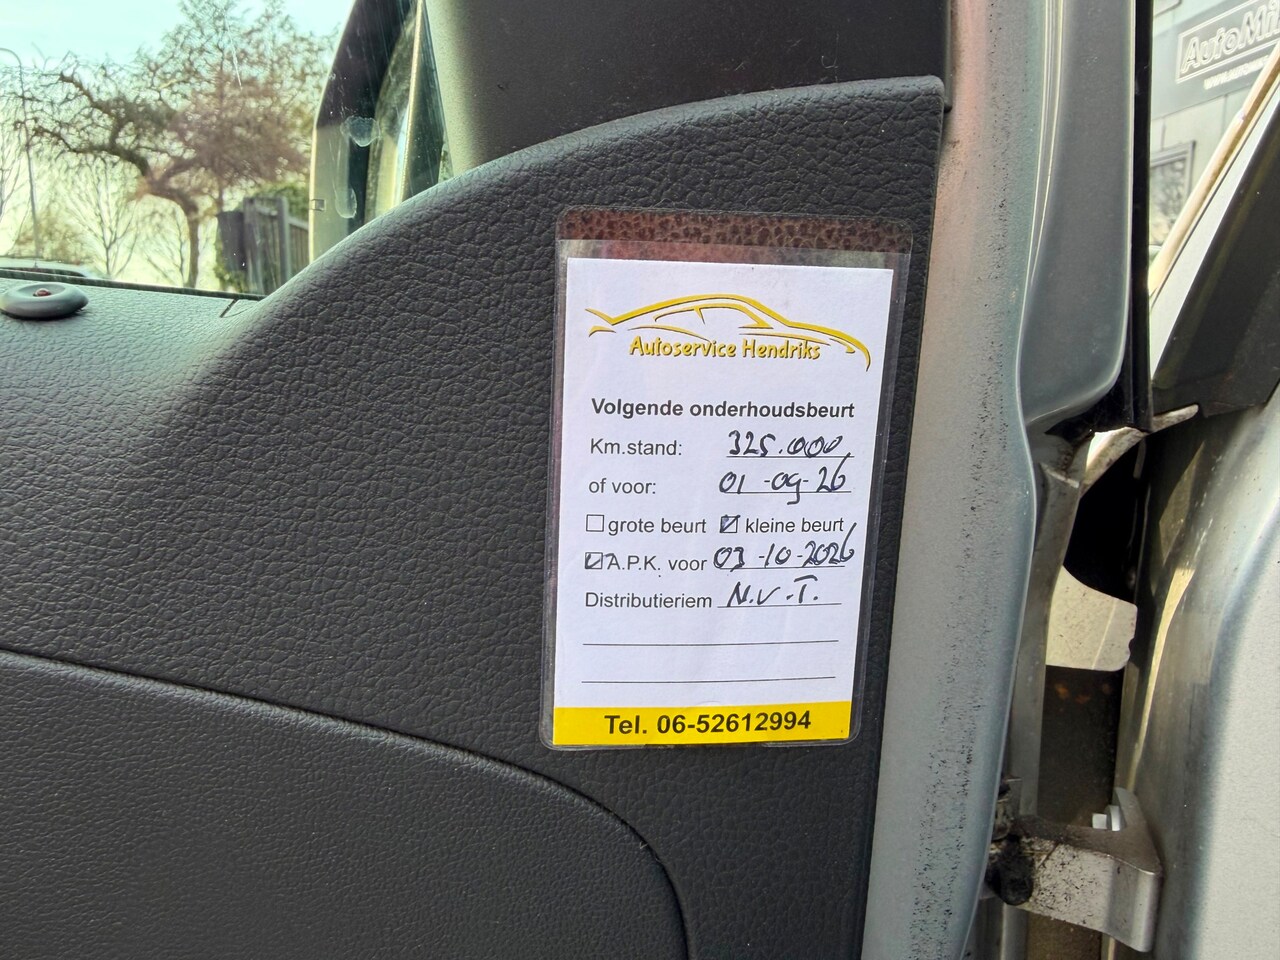 Autoservice Hendriks
Volgende onderhoudsbeurt
Km.stand: 325.000
of voor: 01-09-26
grote beurt kleine beurt
A.P.K. voor 03-10-2026
Distributieriem N.v.T.
Tel. 06-52612994